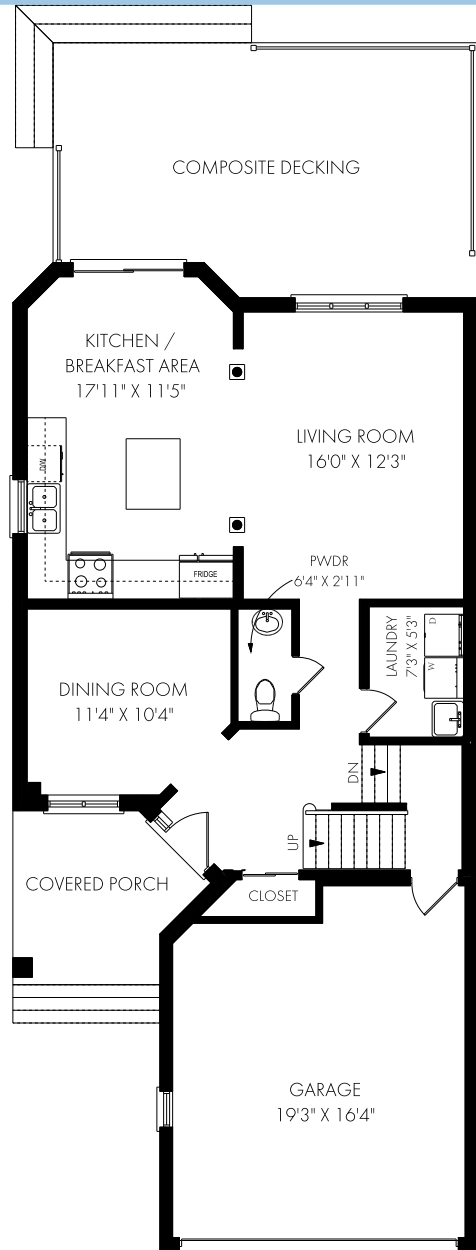 COMPOSITE DECKING
KITCHEN /
BREAKFAST AREA
17'11" X 11'5"
LIVING ROOM
16'0" X 12'3"
DW
FRIDGE
PWDR
6'4" X 2'11"
LAUNDRY
7'3" X 5'3"
D
W
DINING ROOM
11'4" X 10'4"
DN
UP
COVERED PORCH
CLOSET
GARAGE
19'3" X 16'4"